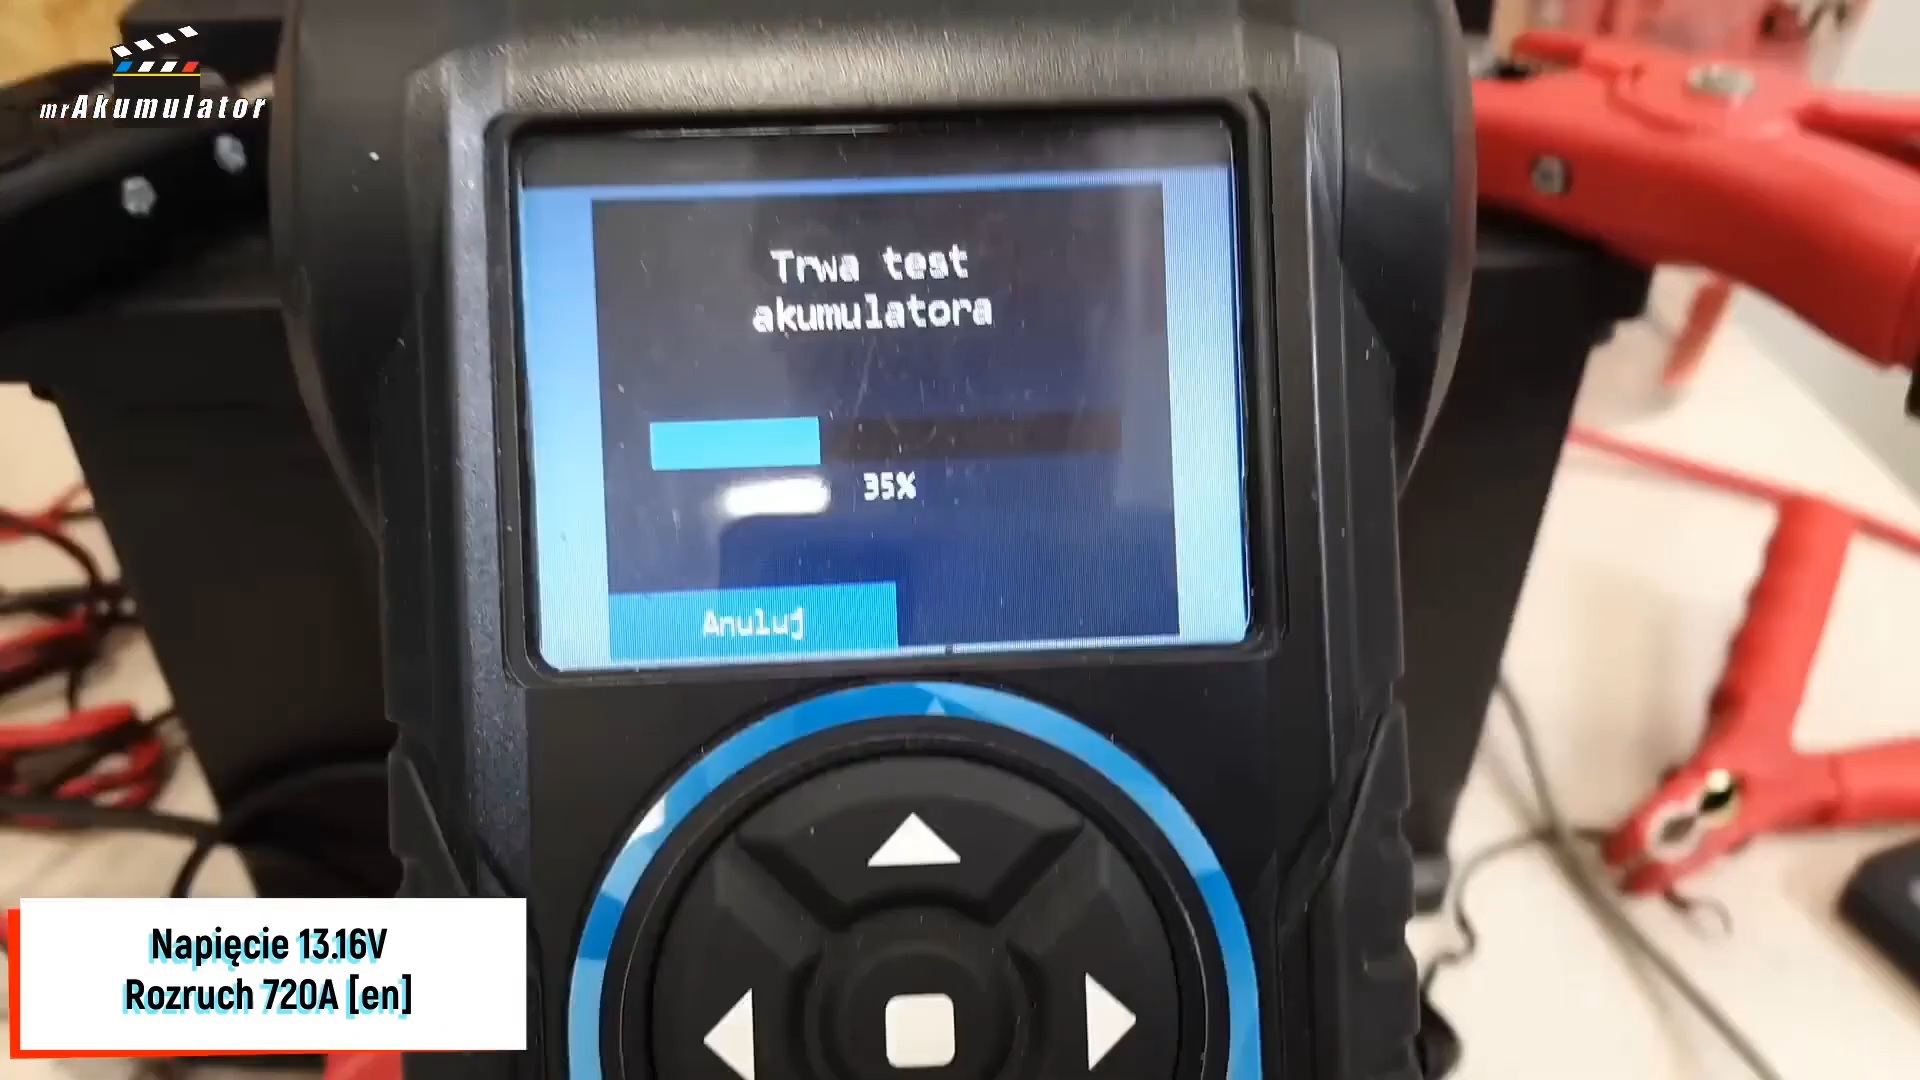 mrAkumulator
Trwa test
akumulatora
35%
Anuluj
Napięcie 13.16V
Rozruch 720A [en]